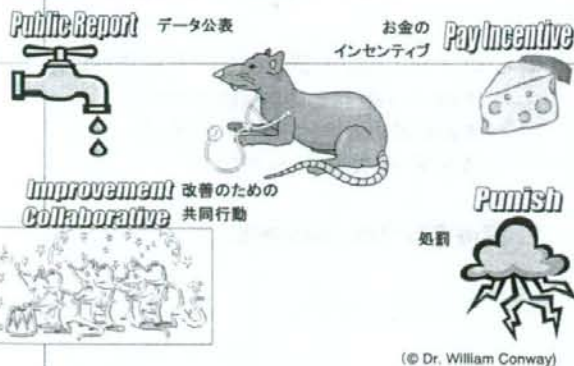 Public Report データ公表
お金の
インセンティブ Pay Incentive
Improvement 改善のための
Collaborative 共同行動
Punish
処罰
(© Dr. William Conway)